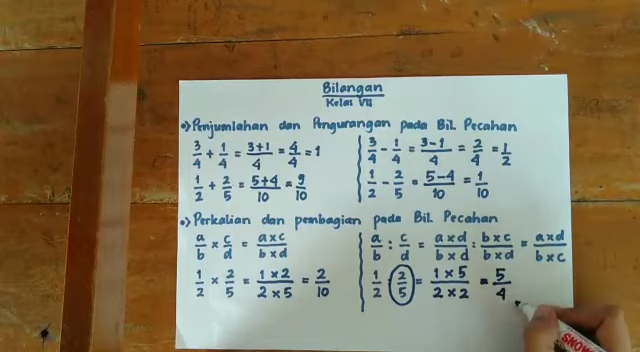 Bilangan
Kelas VII
Penjumlahan dan Pengurangan pada Bil. Pecahan
3/4 + 1/4 = 3+1/4 = 4/4 = 1
1/2 + 2/5 = 5+4/10 = 9/10
3/4 - 1/4 = 3-1/4 = 2/4 = 1/2
1/2 - 2/5 = 5-4/10 = 1/10
Perkalian dan pembagian pada Bil. Pecahan
a/b × c/d = a×c/b×d
1/2 × 2/5 = 1×2/2×5 = 2/10
a/b : c/d = a×d/b×d : b×c/b×d = a×d/b×c
1/2 : 2/5 = 1×5/2×2 = 5/4
SNOWM